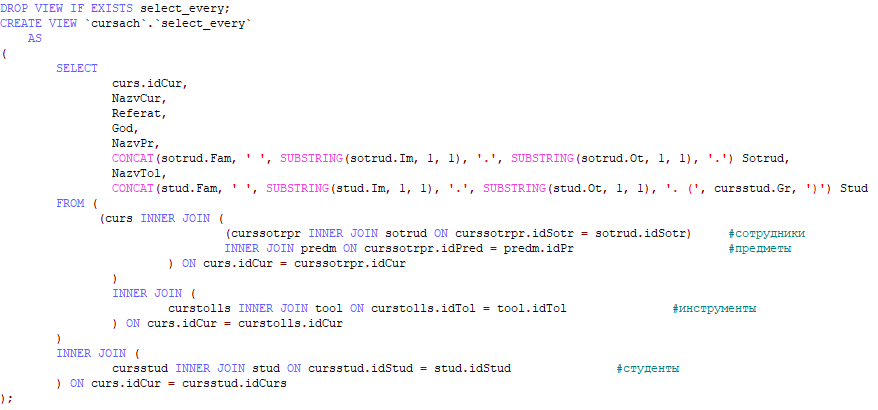 DROP VIEW IF EXISTS select_every;
CREATE VIEW `cursach`.`select_every`
AS
(
SELECT
curs.idCur,
NazvCur,
Referat,
God,
NazvPr,
CONCAT(sotrud.Fam, ' ', SUBSTRING(sotrud.Im, 1, 1), '.', SUBSTRING(sotrud.Ot, 1, 1), '.') Sotrud,
NazvTol,
CONCAT(stud.Fam, ' ', SUBSTRING(stud.Im, 1, 1), '.', SUBSTRING(stud.Ot, 1, 1), '. (', cursstud.Gr, ')') Stud
FROM (
(curs INNER JOIN (
(curssotrpr INNER JOIN sotrud ON curssotrpr.idSotr = sotrud.idSotr) #сотрудники
INNER JOIN predm ON curssotrpr.idPred = predm.idPr #предметы
) ON curs.idCur = curssotrpr.idCur
)
INNER JOIN (
curstolls INNER JOIN tool ON curstolls.idTol = tool.idTol #инструменты
) ON curs.idCur = curstolls.idCur
)
INNER JOIN (
cursstud INNER JOIN stud ON cursstud.idStud = stud.idStud #студенты
) ON curs.idCur = cursstud.idCurs
);